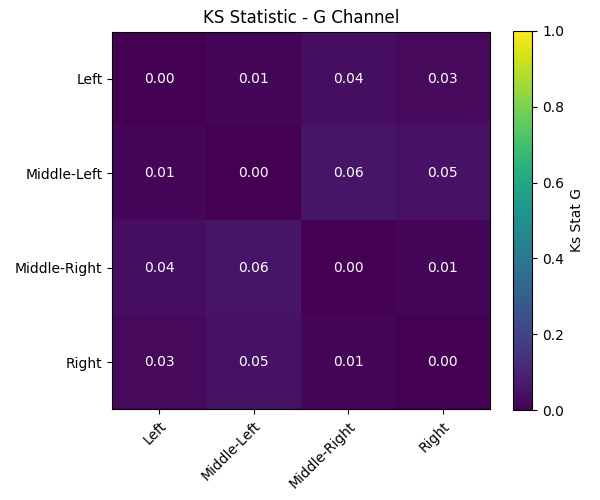 KS Statistic - G Channel
Left 0.00 0.01 0.04 0.03
Middle-Left 0.01 0.00 0.06 0.05
Middle-Right 0.04 0.06 0.00 0.01
Right 0.03 0.05 0.01 0.00
Left Middle-Left Middle-Right Right
1.0
0.8
0.6
0.4
0.2
0.0
Ks Stat G